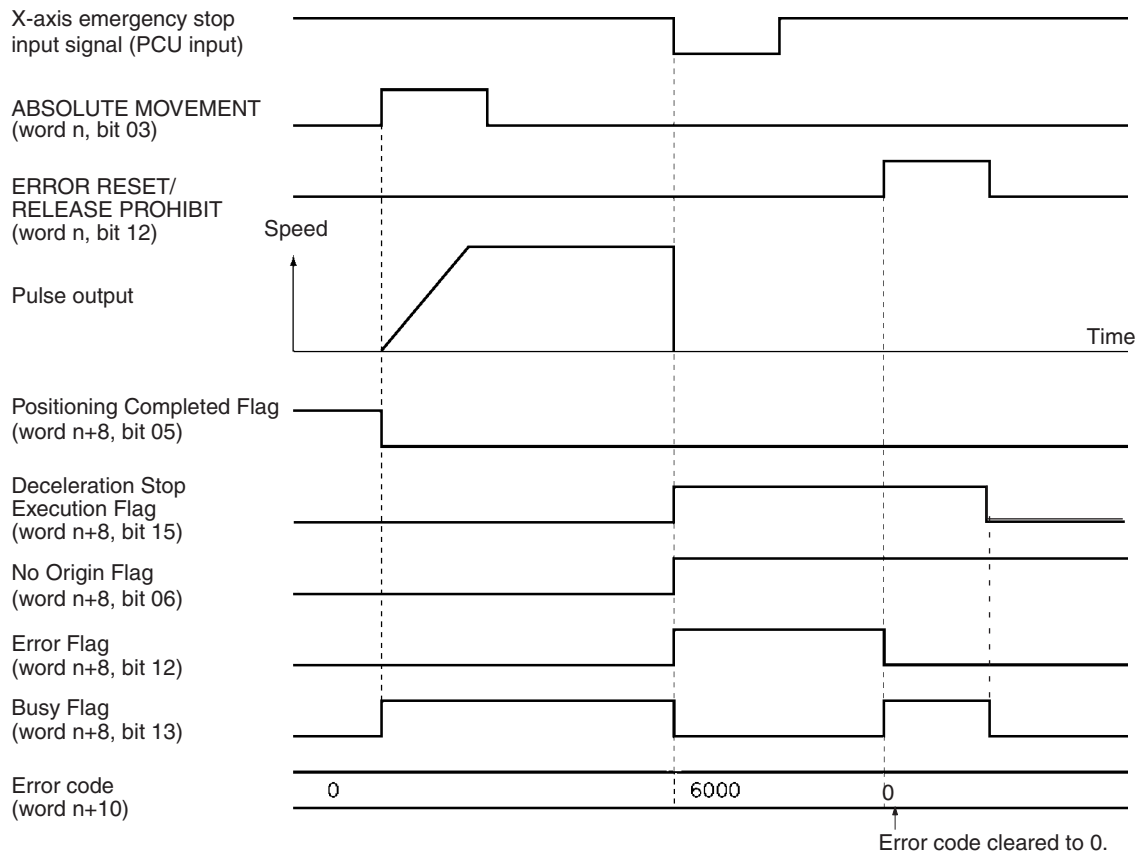 X-axis emergency stop
input signal (PCU input)
ABSOLUTE MOVEMENT
(word n, bit 03)
ERROR RESET/
RELEASE PROHIBIT
(word n, bit 12)
Speed
Pulse output
Time
Positioning Completed Flag
(word n+8, bit 05)
Deceleration Stop
Execution Flag
(word n+8, bit 15)
No Origin Flag
(word n+8, bit 06)
Error Flag
(word n+8, bit 12)
Busy Flag
(word n+8, bit 13)
Error code
(word n+10)
0 6000 0
Error code cleared to 0.